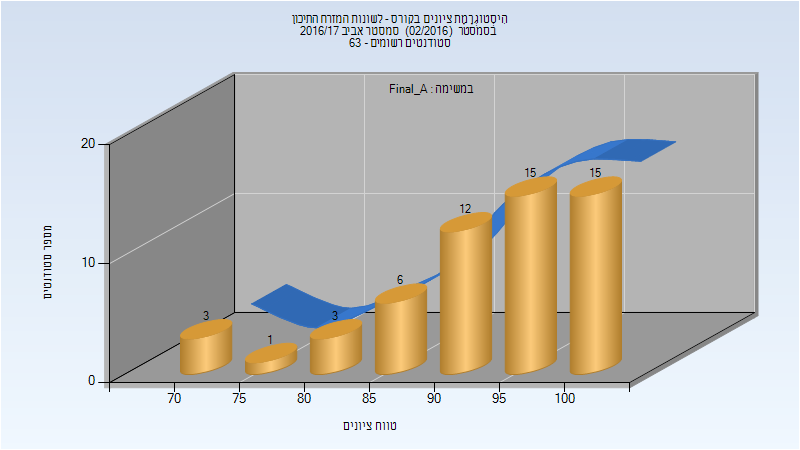 היסטוגרמת ציונים בקורס - לשונות המזרח התיכון
בסמסטר (02/2016) סמסטר אביב 2016/17
סטודנטים רשומים - 63
במשימה : Final_A
20
10
0
מספר סטודנטים
3
1
3
6
12
15
15
70
75
80
85
90
95
100
טווח ציונים